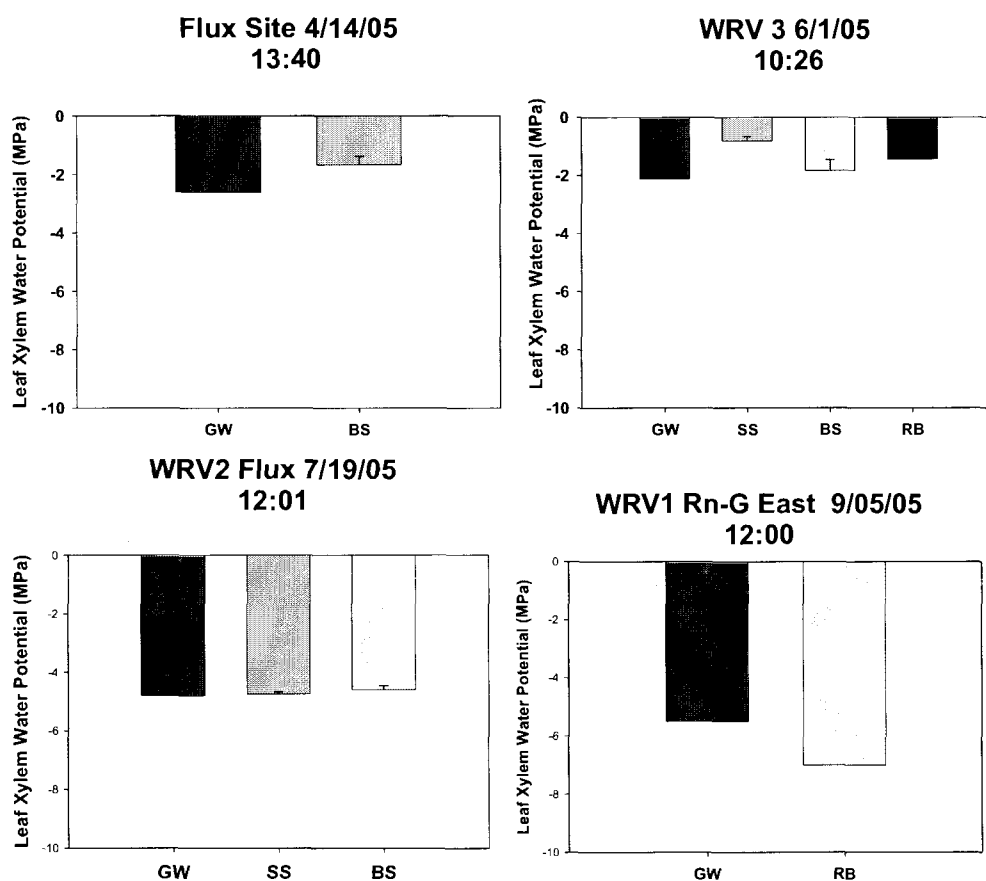 Flux Site 4/14/05
13:40
Leaf Xylem Water Potential (MPa)
0
-2
-4
-6
-8
-10
GW BS
WRV 3 6/1/05
10:26
Leaf Xylem Water Potential (MPa)
0
-2
-4
-6
-8
-10
GW SS BS RB
WRV2 Flux 7/19/05
12:01
Leaf Xylem Water Potential (MPa)
0
-2
-4
-6
-8
-10
GW SS BS
WRV1 Rn-G East 9/05/05
12:00
Leaf Xylem Water Potential (MPa)
0
-2
-4
-6
-8
-10
GW RB